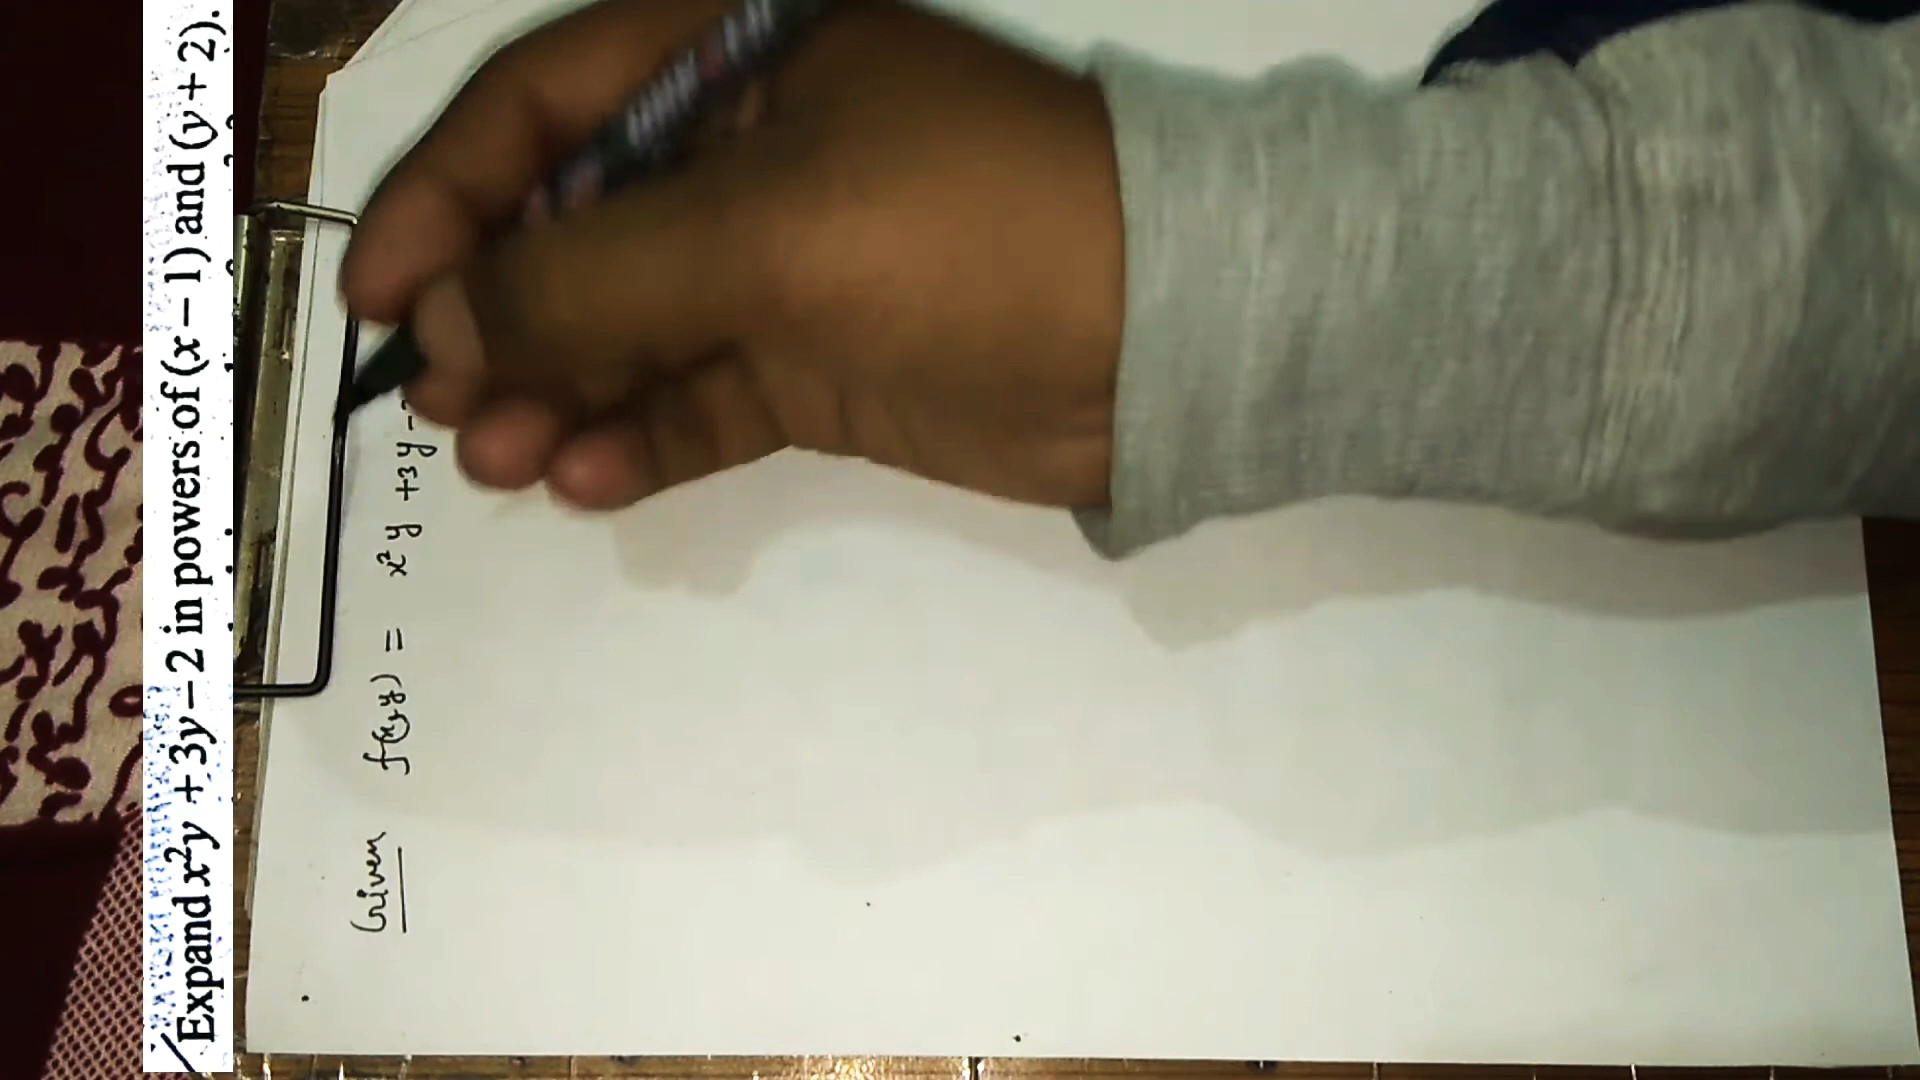 Expand x²y + 3y – 2 in powers of (x – 1) and (y + 2).
Given f(x,y) = x²y +3y -